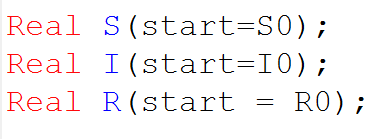 Real S(start=S0);
Real I(start=I0);
Real R(start = R0);